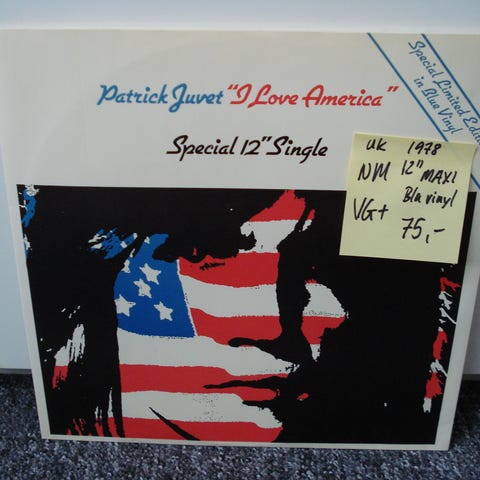 Patrick Juvet "I Love America"
Special 12" Single
Special Limited Edit
in Blue Vinyl
UK 1978
NM 12" MAXI
Blå vinyl
VG+ 75,-